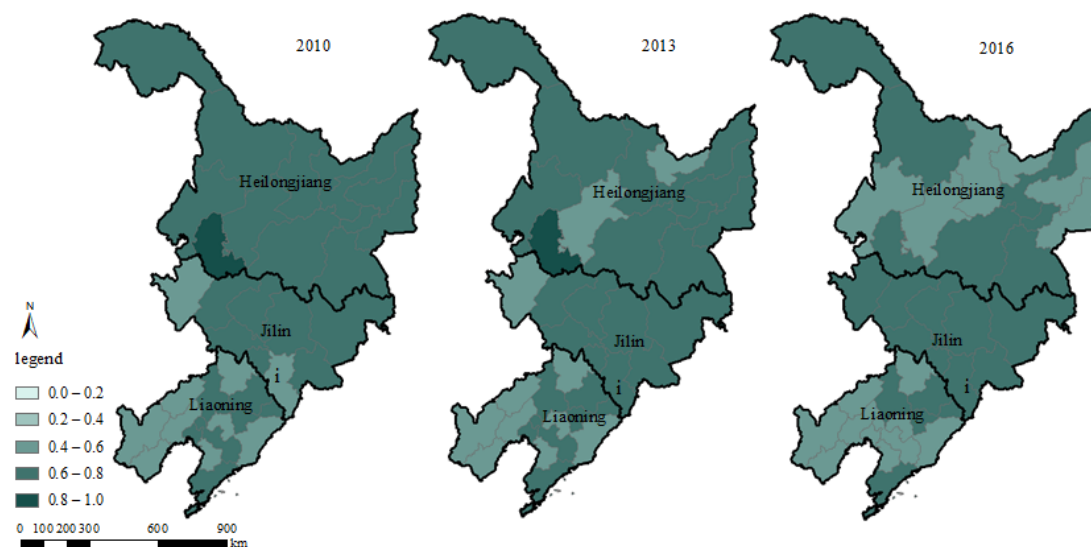 2010
2013
2016
Heilongjiang
Heilongjiang
Heilongjiang
Jilin
Jilin
Jilin
i
i
i
Liaoning
Liaoning
Liaoning
N
legend
0.0 – 0.2
0.2 – 0.4
0.4 – 0.6
0.6 – 0.8
0.8 – 1.0
0 100 200 300 600 900
km